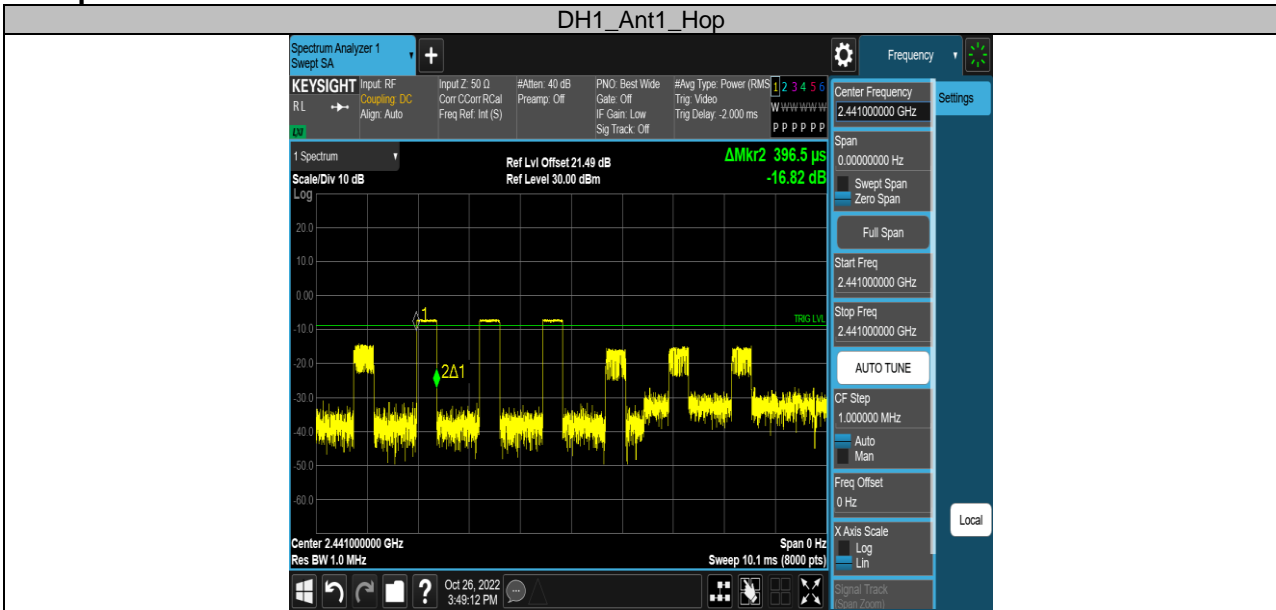 DH1_Ant1_Hop
Spectrum Analyzer 1
Swept SA
+
Frequency
KEYSIGHT
R L
LXI
Input: RF
Coupling: DC
Align: Auto
Input Z: 50 Ω
Corr CCorr RCal
Freq Ref: Int (S)
#Atten: 40 dB
Preamp: Off
PNO: Best Wide
Gate: Off
IF Gain: Low
Sig Track: Off
#Avg Type: Power (RMS
Trig: Video
Trig Delay: -2.000 ms
1 2 3 4 5 6
W W W W W W
P P P P P P
1 Spectrum
Scale/Div 10 dB
Log
Ref Lvl Offset 21.49 dB
Ref Level 30.00 dBm
ΔMkr2 396.5 µs
-16.82 dB
20.0
10.0
0.00
-10.0
-20.0
-30.0
-40.0
-50.0
-60.0
1
2Δ1
TRIG LVL
Center 2.441000000 GHz
Res BW 1.0 MHz
Span 0 Hz
Sweep 10.1 ms (8000 pts)
Center Frequency
2.441000000 GHz
Settings
Span
0.00000000 Hz
Swept Span
Zero Span
Full Span
Start Freq
2.441000000 GHz
Stop Freq
2.441000000 GHz
AUTO TUNE
CF Step
1.000000 MHz
Auto
Man
Freq Offset
0 Hz
X Axis Scale
Log
Lin
Signal Track
(Span Zoom)
Local
?
Oct 26, 2022
3:49:12 PM